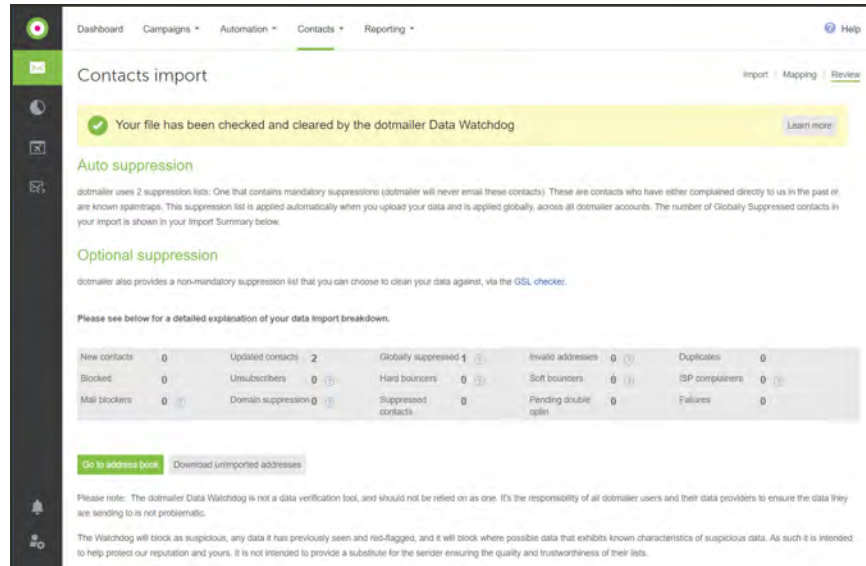 Dashboard Campaigns Automation Contacts Reporting Help
Contacts import
Import Mapping Review
Your file has been checked and cleared by the dotmailer Data Watchdog
Learn more
Auto suppression
dotmailer uses 2 suppression lists: One that contains mandatory suppressions (dotmailer will never email these contacts). These are contacts who have either complained directly to us in the past or
are known spamtraps. This suppression list is applied automatically when you upload your data and is applied globally, across all dotmailer accounts. The number of Globally Suppressed contacts in
your import is shown in your Import Summary below.
Optional suppression
dotmailer also provides a non-mandatory suppression list that you can choose to clean your data against, via the GSL checker.
Please see below for a detailed explanation of your data import breakdown.
New contacts 0 Updated contacts 2 Globally suppressed 1 [?] Invalid addresses 0 [?] Duplicates 0
Blocked 0 Unsubscribers 0 [?] Hard bouncers 0 [?] Soft bouncers 0 [?] ISP complainers 0 [?]
Mail blockers 0 [?] Domain suppression 0 [?] Suppressed contacts 0 Pending double optin 0 Failures 0
Go to address book Download unimported addresses
Please note: The dotmailer Data Watchdog is not a data verification tool, and should not be relied on as one. It's the responsibility of all dotmailer users and their data providers to ensure the data they
are sending to is not problematic.
The Watchdog will block as suspicious, any data it has previously seen and red-flagged, and it will block where possible data that exhibits known characteristics of suspicious data. As such it is intended
to help protect our reputation and yours. It is not intended to provide a substitute for the sender ensuring the quality and trustworthiness of their lists.